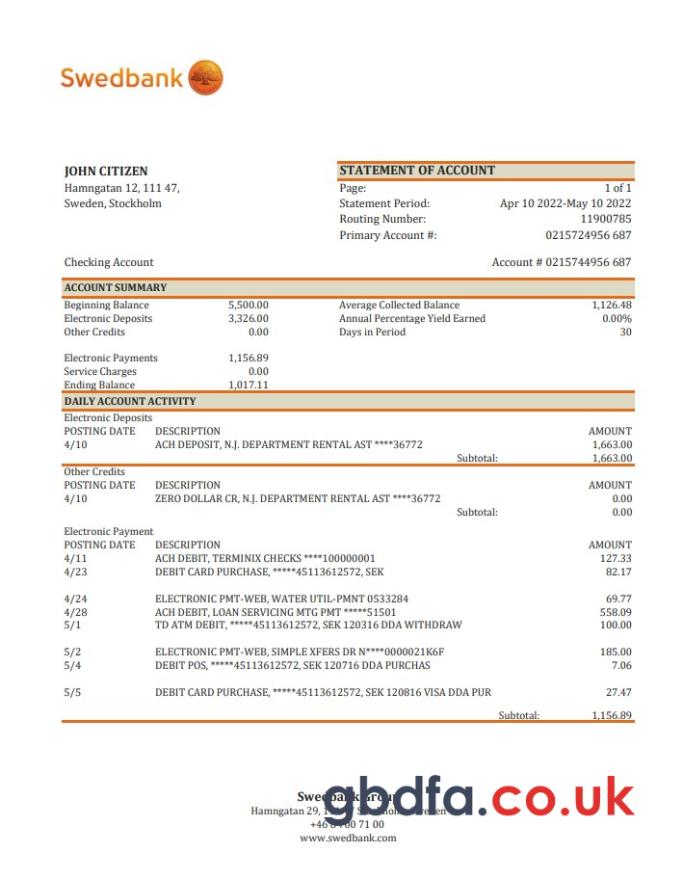 Swedbank
JOHN CITIZEN
Hamngatan 12, 111 47,
Sweden, Stockholm
STATEMENT OF ACCOUNT
Page: 1 of 1
Statement Period: Apr 10 2022-May 10 2022
Routing Number: 11900785
Primary Account #: 0215724956 687
Checking Account Account # 0215744956 687
ACCOUNT SUMMARY
Beginning Balance 5,500.00 Average Collected Balance 1,126.48
Electronic Deposits 3,326.00 Annual Percentage Yield Earned 0.00%
Other Credits 0.00 Days in Period 30
Electronic Payments 1,156.89
Service Charges 0.00
Ending Balance 1,017.11
DAILY ACCOUNT ACTIVITY
Electronic Deposits
POSTING DATE DESCRIPTION AMOUNT
4/10 ACH DEPOSIT, N.J. DEPARTMENT RENTAL AST ****36772 1,663.00
Subtotal: 1,663.00
Other Credits
POSTING DATE DESCRIPTION AMOUNT
4/10 ZERO DOLLAR CR, N.J. DEPARTMENT RENTAL AST ****36772 0.00
Subtotal: 0.00
Electronic Payment
POSTING DATE DESCRIPTION AMOUNT
4/11 ACH DEBIT, TERMINIX CHECKS ****100000001 127.33
4/23 DEBIT CARD PURCHASE, *****45113612572, SEK 82.17
4/24 ELECTRONIC PMT-WEB, WATER UTIL-PMNT 0533284 69.77
4/28 ACH DEBIT, LOAN SERVICING MTG PMT *****51501 558.09
5/1 TD ATM DEBIT, *****45113612572, SEK 120316 DDA WITHDRAW 100.00
5/2 ELECTRONIC PMT-WEB, SIMPLE XFERS DR N****0000021K6F 185.00
5/4 DEBIT POS, *****45113612572, SEK 120716 DDA PURCHAS 7.06
5/5 DEBIT CARD PURCHASE, *****45113612572, SEK 120816 VISA DDA PUR 27.47
Subtotal: 1,156.89
Swedbank Group
gbdfa.co.uk
Hamngatan 29,
+46 8 700 71 00
www.swedbank.com